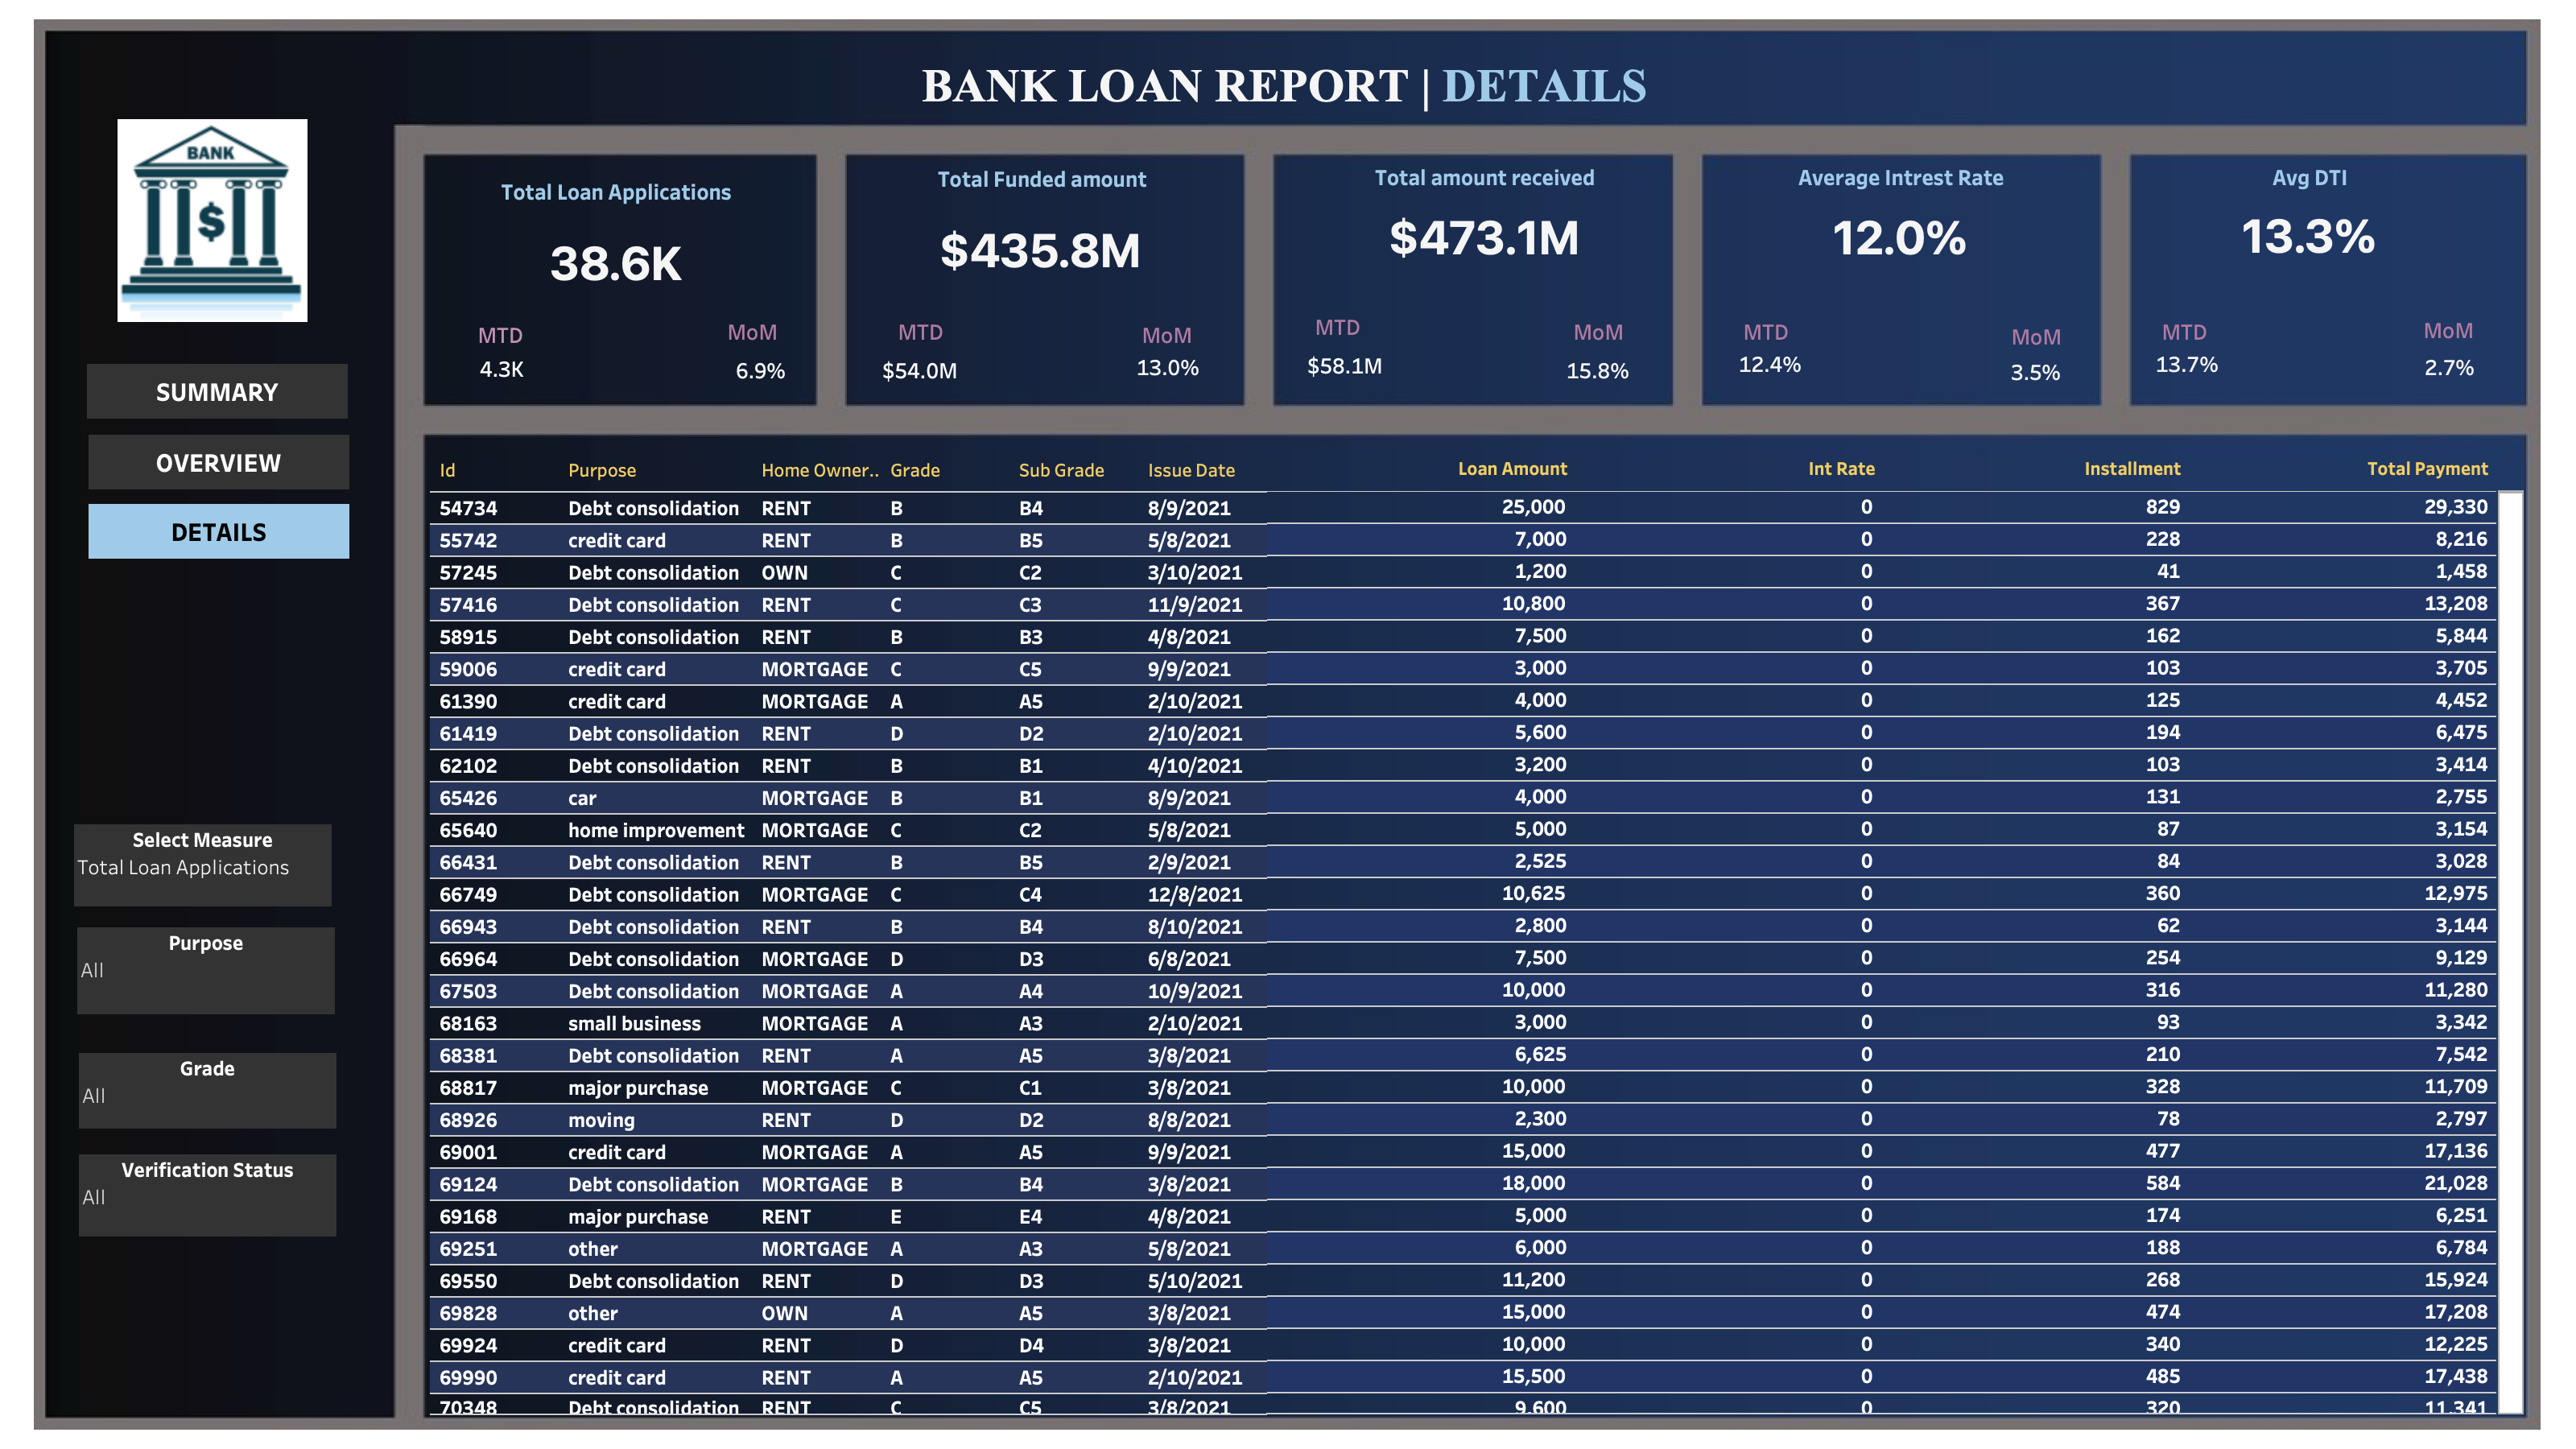 BANK LOAN REPORT | DETAILS
BANK
$
SUMMARY
OVERVIEW
DETAILS
Select Measure
Total Loan Applications
Purpose
All
Grade
All
Verification Status
All
Total Loan Applications
38.6K
MTD MoM
4.3K 6.9%
Total Funded amount
$435.8M
MTD MoM
$54.0M 13.0%
Total amount received
$473.1M
MTD MoM
$58.1M 15.8%
Average Intrest Rate
12.0%
MTD MoM
12.4% 3.5%
Avg DTI
13.3%
MTD MoM
13.7% 2.7%
Id Purpose Home Owner.. Grade Sub Grade Issue Date Loan Amount Int Rate Installment Total Payment
54734 Debt consolidation RENT B B4 8/9/2021 25,000 0 829 29,330
55742 credit card RENT B B5 5/8/2021 7,000 0 228 8,216
57245 Debt consolidation OWN C C2 3/10/2021 1,200 0 41 1,458
57416 Debt consolidation RENT C C3 11/9/2021 10,800 0 367 13,208
58915 Debt consolidation RENT B B3 4/8/2021 7,500 0 162 5,844
59006 credit card MORTGAGE C C5 9/9/2021 3,000 0 103 3,705
61390 credit card MORTGAGE A A5 2/10/2021 4,000 0 125 4,452
61419 Debt consolidation RENT D D2 2/10/2021 5,600 0 194 6,475
62102 Debt consolidation RENT B B1 4/10/2021 3,200 0 103 3,414
65426 car MORTGAGE B B1 8/9/2021 4,000 0 131 2,755
65640 home improvement MORTGAGE C C2 5/8/2021 5,000 0 87 3,154
66431 Debt consolidation RENT B B5 2/9/2021 2,525 0 84 3,028
66749 Debt consolidation MORTGAGE C C4 12/8/2021 10,625 0 360 12,975
66943 Debt consolidation RENT B B4 8/10/2021 2,800 0 62 3,144
66964 Debt consolidation MORTGAGE D D3 6/8/2021 7,500 0 254 9,129
67503 Debt consolidation MORTGAGE A A4 10/9/2021 10,000 0 316 11,280
68163 small business MORTGAGE A A3 2/10/2021 3,000 0 93 3,342
68381 Debt consolidation RENT A A5 3/8/2021 6,625 0 210 7,542
68817 major purchase MORTGAGE C C1 3/8/2021 10,000 0 328 11,709
68926 moving RENT D D2 8/8/2021 2,300 0 78 2,797
69001 credit card MORTGAGE A A5 9/9/2021 15,000 0 477 17,136
69124 Debt consolidation MORTGAGE B B4 3/8/2021 18,000 0 584 21,028
69168 major purchase RENT E E4 4/8/2021 5,000 0 174 6,251
69251 other MORTGAGE A A3 5/8/2021 6,000 0 188 6,784
69550 Debt consolidation RENT D D3 5/10/2021 11,200 0 268 15,924
69828 other OWN A A5 3/8/2021 15,000 0 474 17,208
69924 credit card RENT D D4 3/8/2021 10,000 0 340 12,225
69990 credit card RENT A A5 2/10/2021 15,500 0 485 17,438
70348 Debt consolidation RENT C C5 3/8/2021 9,600 0 320 11,341